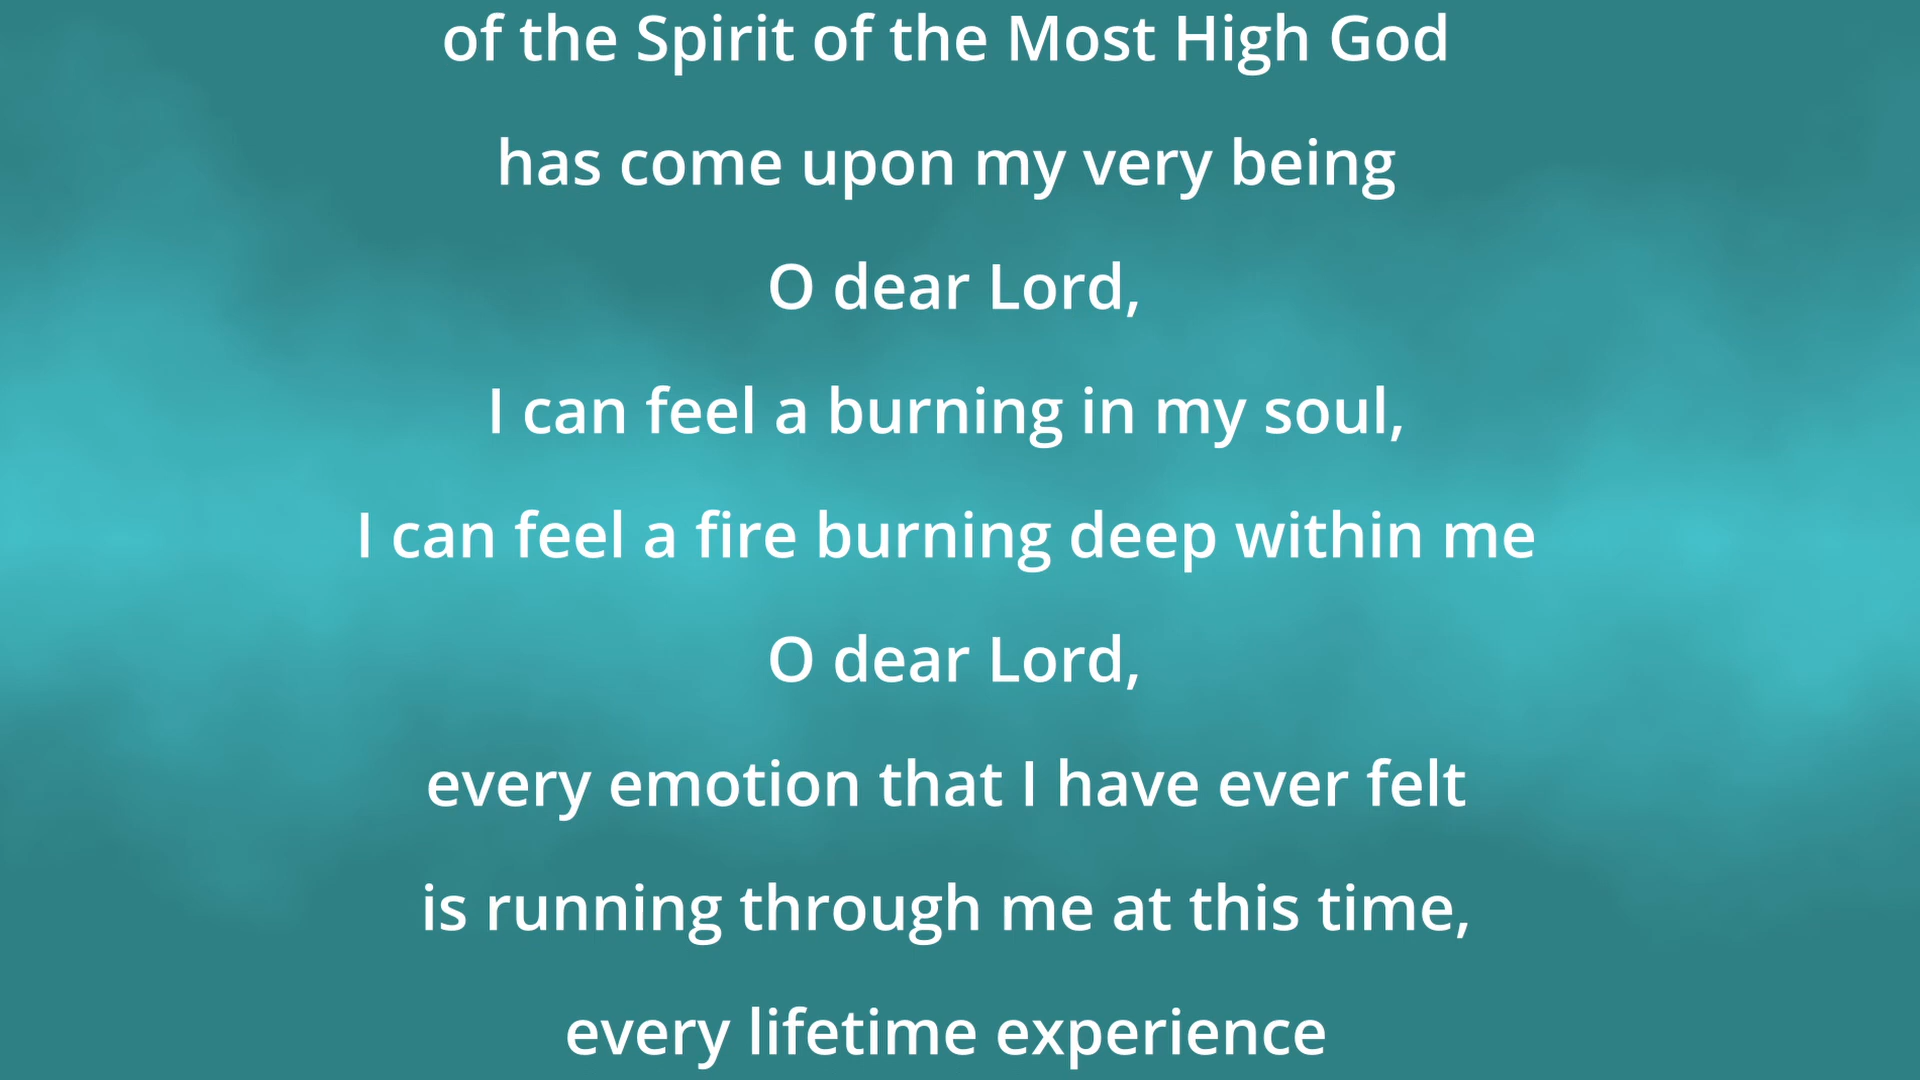 of the Spirit of the Most High God
has come upon my very being
O dear Lord,
I can feel a burning in my soul,
I can feel a fire burning deep within me
O dear Lord,
every emotion that I have ever felt
is running through me at this time,
every lifetime experience